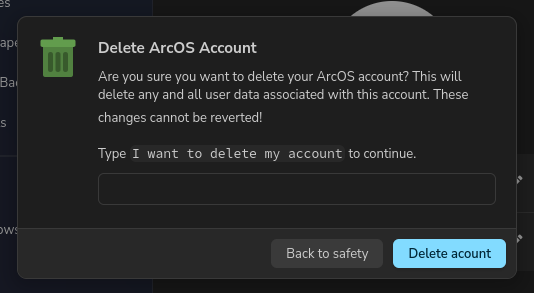 Delete ArcOS Account
Are you sure you want to delete your ArcOS account? This will
delete any and all user data associated with this account. These
changes cannot be reverted!
Type I want to delete my account to continue.
Back to safety
Delete acount